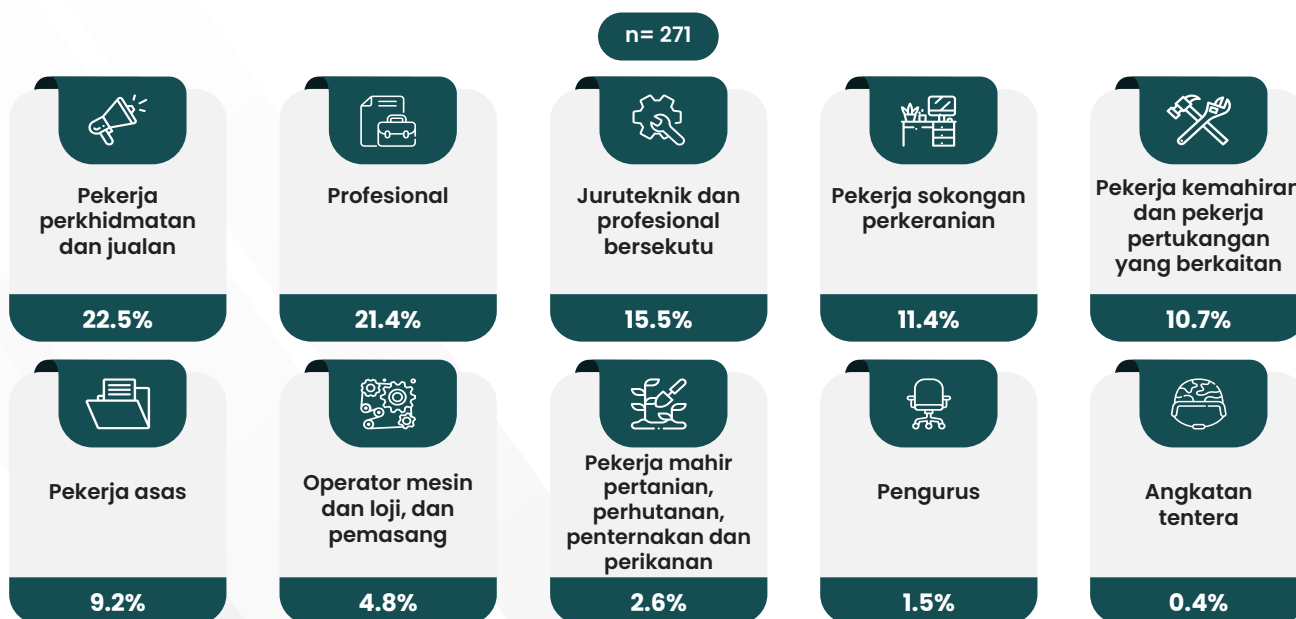 n= 271
Pekerja
perkhidmatan
dan jualan
22.5%
Profesional
21.4%
Juruteknik dan
profesional
bersekutu
15.5%
Pekerja sokongan
perkeranian
11.4%
Pekerja kemahiran
dan pekerja
pertukangan
yang berkaitan
10.7%
Pekerja asas
9.2%
Operator mesin
dan loji, dan
pemasang
4.8%
Pekerja mahir
pertanian,
perhutanan,
penternakan dan
perikanan
2.6%
Pengurus
1.5%
Angkatan
tentera
0.4%